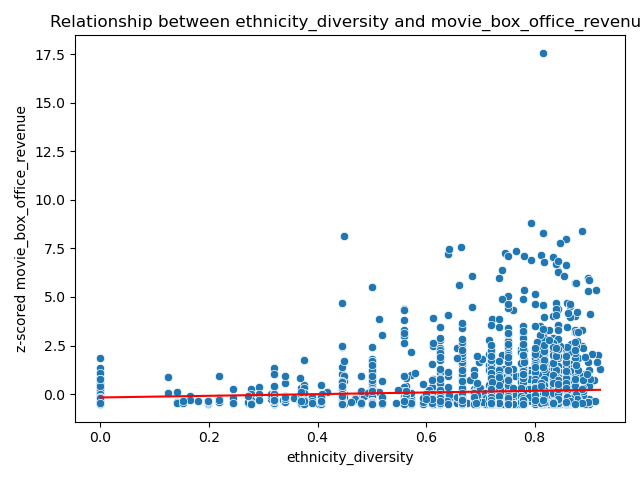 Relationship between ethnicity_diversity and movie_box_office_revenu
17.5
15.0
12.5
10.0
7.5
5.0
2.5
0.0
z-scored movie_box_office_revenue
0.0 0.2 0.4 0.6 0.8
ethnicity_diversity